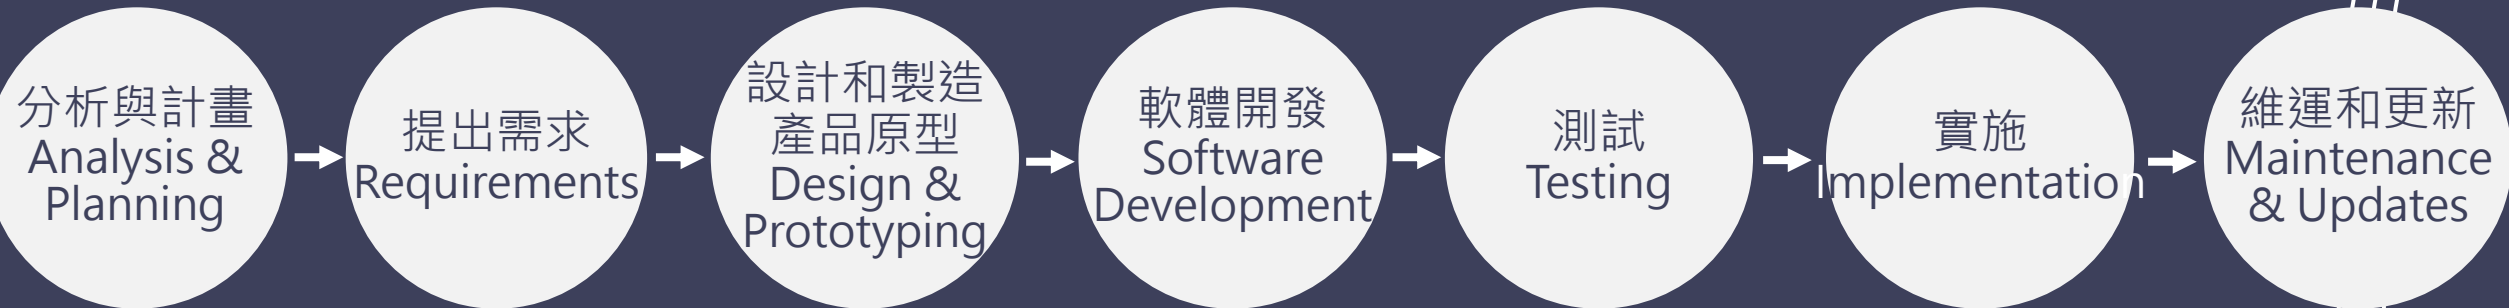 分析與計畫
Analysis &
Planning
提出需求
Requirements
設計和製造
產品原型
Design &
Prototyping
軟體開發
Software
Development
測試
Testing
實施
Implementation
維運和更新
Maintenance
& Updates